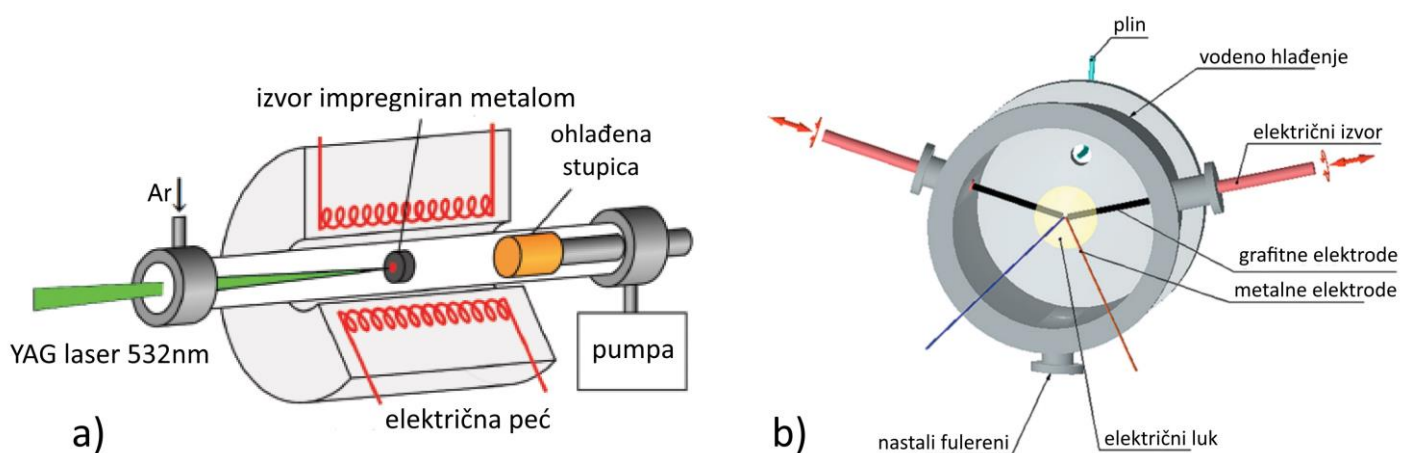 izvor impregniran metalom
ohlađena
stupica
Ar
YAG laser 532nm
pumpa
električna peć
a)
plin
vodeno hlađenje
električni izvor
grafitne elektrode
metalne elektrode
b)
nastali fulereni
električni luk